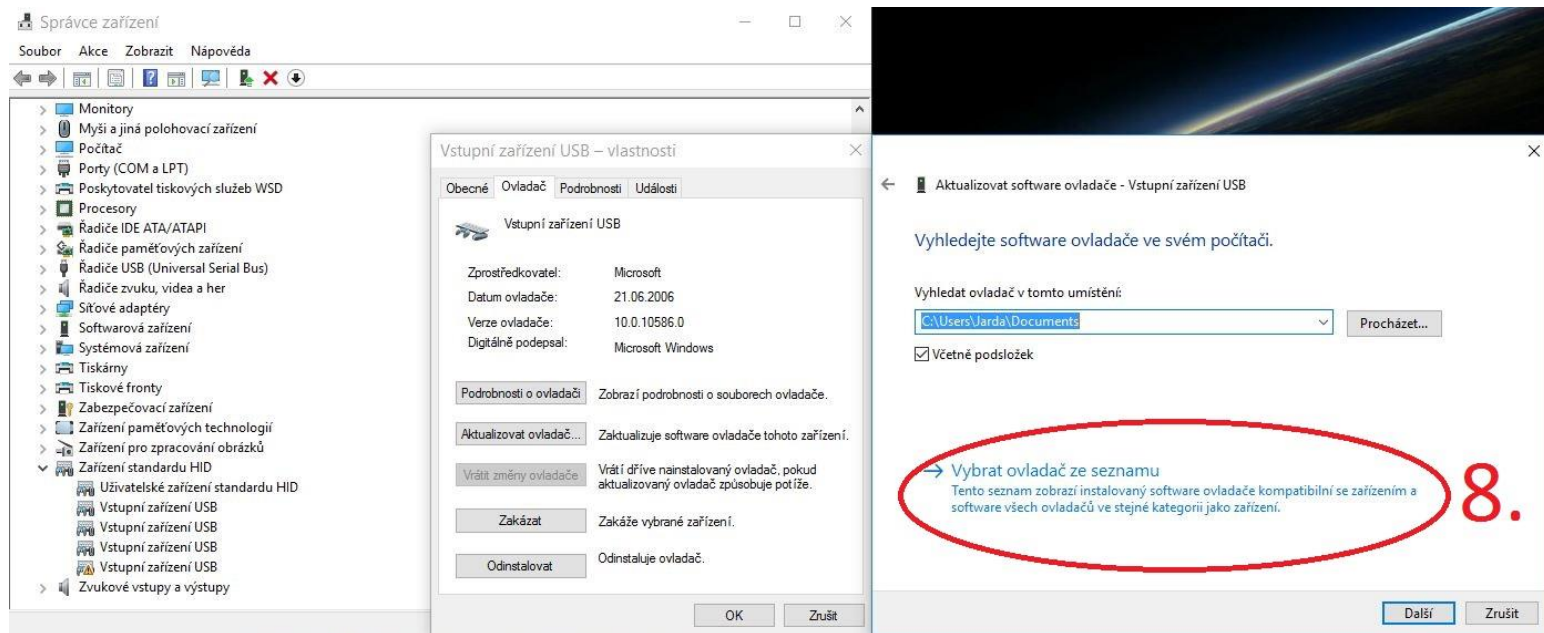 Správce zařízení
Soubor Akce Zobrazit Nápověda
Monitory
Myši a jiná polohovací zařízení
Počítač
Porty (COM a LPT)
Poskytovatel tiskových služeb WSD
Procesory
Řadiče IDE ATA/ATAPI
Řadiče paměťových zařízení
Řadiče USB (Universal Serial Bus)
Řadiče zvuku, videa a her
Síťové adaptéry
Softwarová zařízení
Systémová zařízení
Tiskárny
Tiskové fronty
Zabezpečovací zařízení
Zařízení paměťových technologií
Zařízení pro zpracování obrázků
Zařízení standardu HID
Uživatelské zařízení standardu HID
Vstupní zařízení USB
Vstupní zařízení USB
Vstupní zařízení USB
Vstupní zařízení USB
Zvukové vstupy a výstupy
Vstupní zařízení USB – vlastnosti
Obecné Ovladač Podrobnosti Události
Vstupní zařízení USB
Zprostředkovatel: Microsoft
Datum ovladače: 21.06.2006
Verze ovladače: 10.0.10586.0
Digitálně podepsal: Microsoft Windows
Podrobnosti o ovladači Zobrazí podrobnosti o souborech ovladače.
Aktualizovat ovladač... Zaktualizuje software ovladače tohoto zařízení.
Vrátit změny ovladače Vrátí dříve nainstalovaný ovladač, pokud
aktualizovaný ovladač způsobuje potíže.
Zakázat Zakáže vybrané zařízení.
Odinstalovat Odinstaluje ovladač.
OK Zrušit
Aktualizovat software ovladače - Vstupní zařízení USB
Vyhledejte software ovladače ve svém počítači.
Vyhledat ovladač v tomto umístění:
C:\Users\Jarda\Documents Procházet...
Včetně podsložek
Vybrat ovladač ze seznamu
Tento seznam zobrazí instalovaný software ovladače kompatibilní se zařízením a
software všech ovladačů ve stejné kategorii jako zařízení.
8.
Další Zrušit